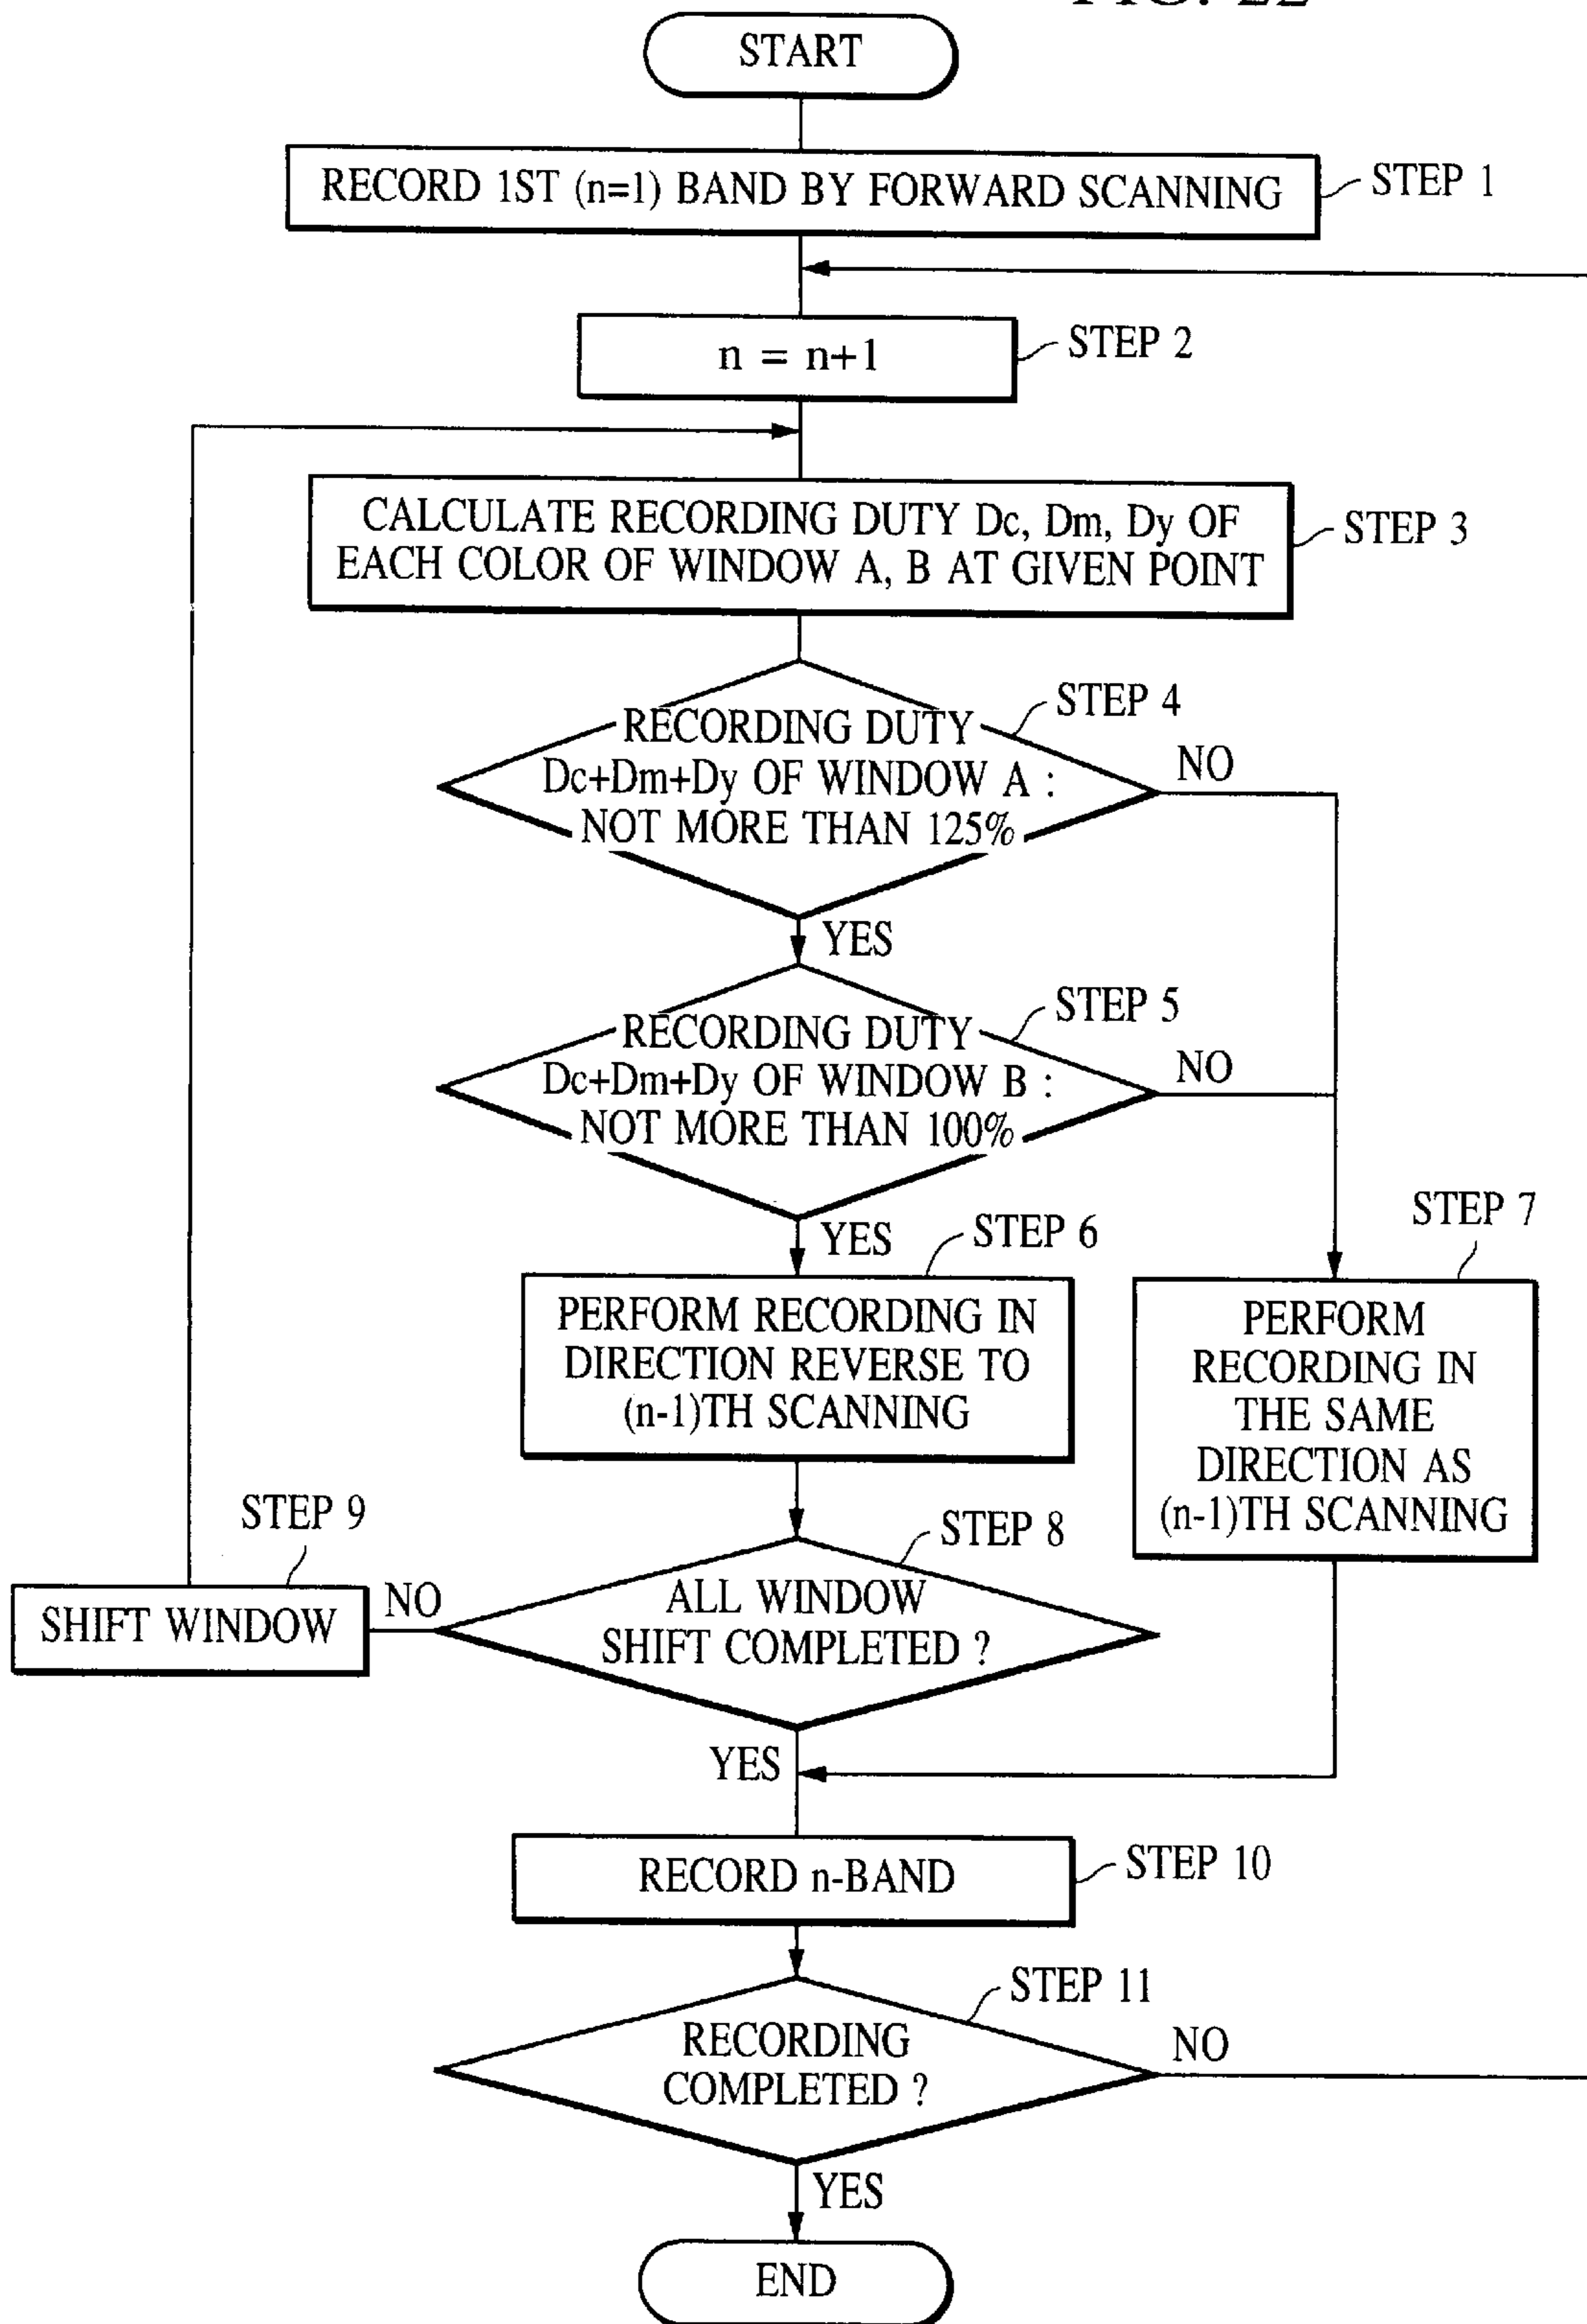 FIG. 22
START
RECORD 1ST (n=1) BAND BY FORWARD SCANNING
STEP 1
n = n+1
STEP 2
CALCULATE RECORDING DUTY Dc, Dm, Dy OF
EACH COLOR OF WINDOW A, B AT GIVEN POINT
STEP 3
STEP 4
RECORDING DUTY
Dc+Dm+Dy OF WINDOW A :
NOT MORE THAN 125%
NO
YES
STEP 5
RECORDING DUTY
Dc+Dm+Dy OF WINDOW B :
NOT MORE THAN 100%
NO
YES
STEP 6
PERFORM RECORDING IN
DIRECTION REVERSE TO
(n-1)TH SCANNING
STEP 7
PERFORM
RECORDING IN
THE SAME
DIRECTION AS
(n-1)TH SCANNING
STEP 9
SHIFT WINDOW
NO
STEP 8
ALL WINDOW
SHIFT COMPLETED ?
YES
RECORD n-BAND
STEP 10
STEP 11
RECORDING
COMPLETED ?
NO
YES
END